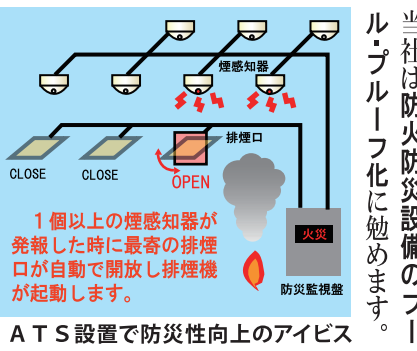 当社は防火防災設備のフー
ル・プルーフ化に勉めます。
煙感知器
排煙口
CLOSE
CLOSE
OPEN
1個以上の煙感知器が
発報した時に最寄の排煙
口が自動で開放し排煙機
が起動します。
火災
防災監視盤
ATS設置で防災性向上のアイビス